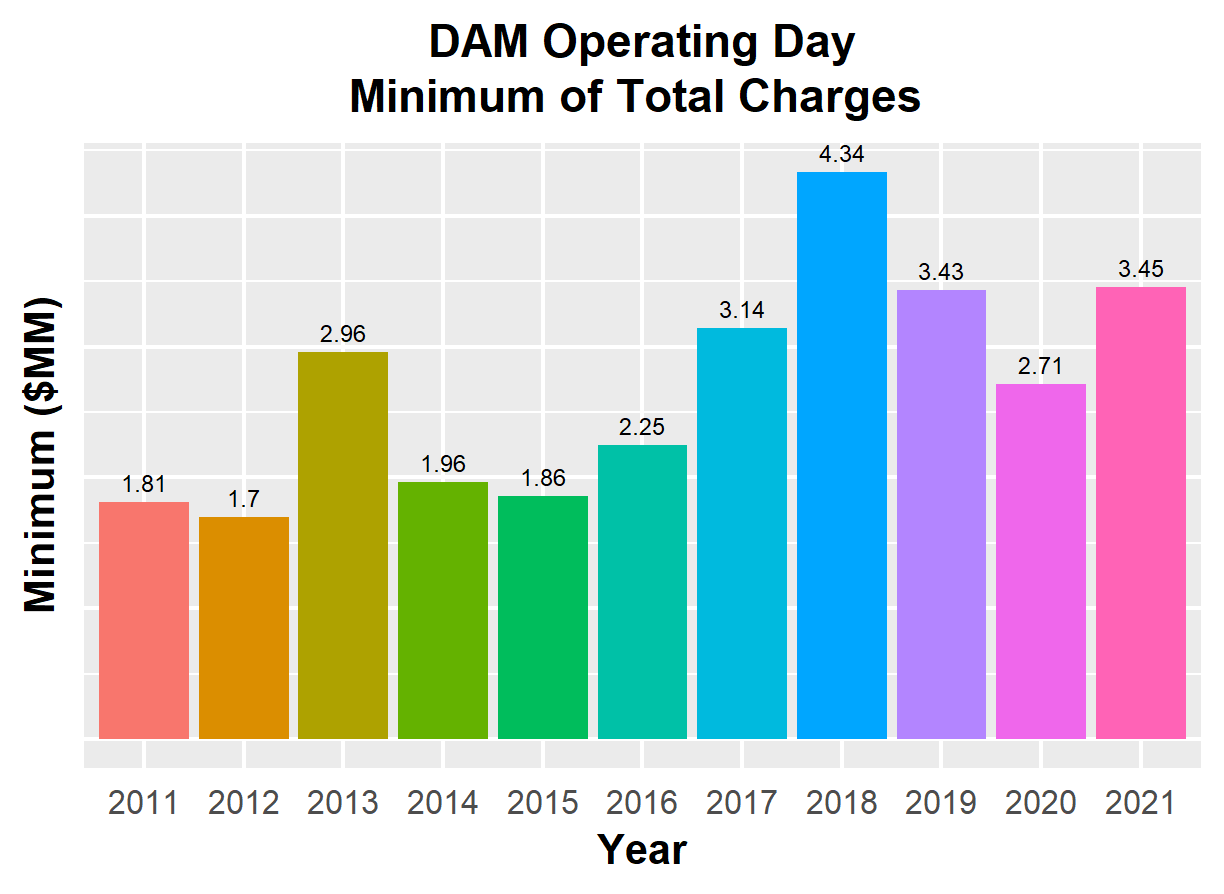 DAM Operating Day
Minimum of Total Charges
Minimum ($MM)
1.81
1.7
2.96
1.96
1.86
2.25
3.14
4.34
3.43
2.71
3.45
2011 2012 2013 2014 2015 2016 2017 2018 2019 2020 2021
Year